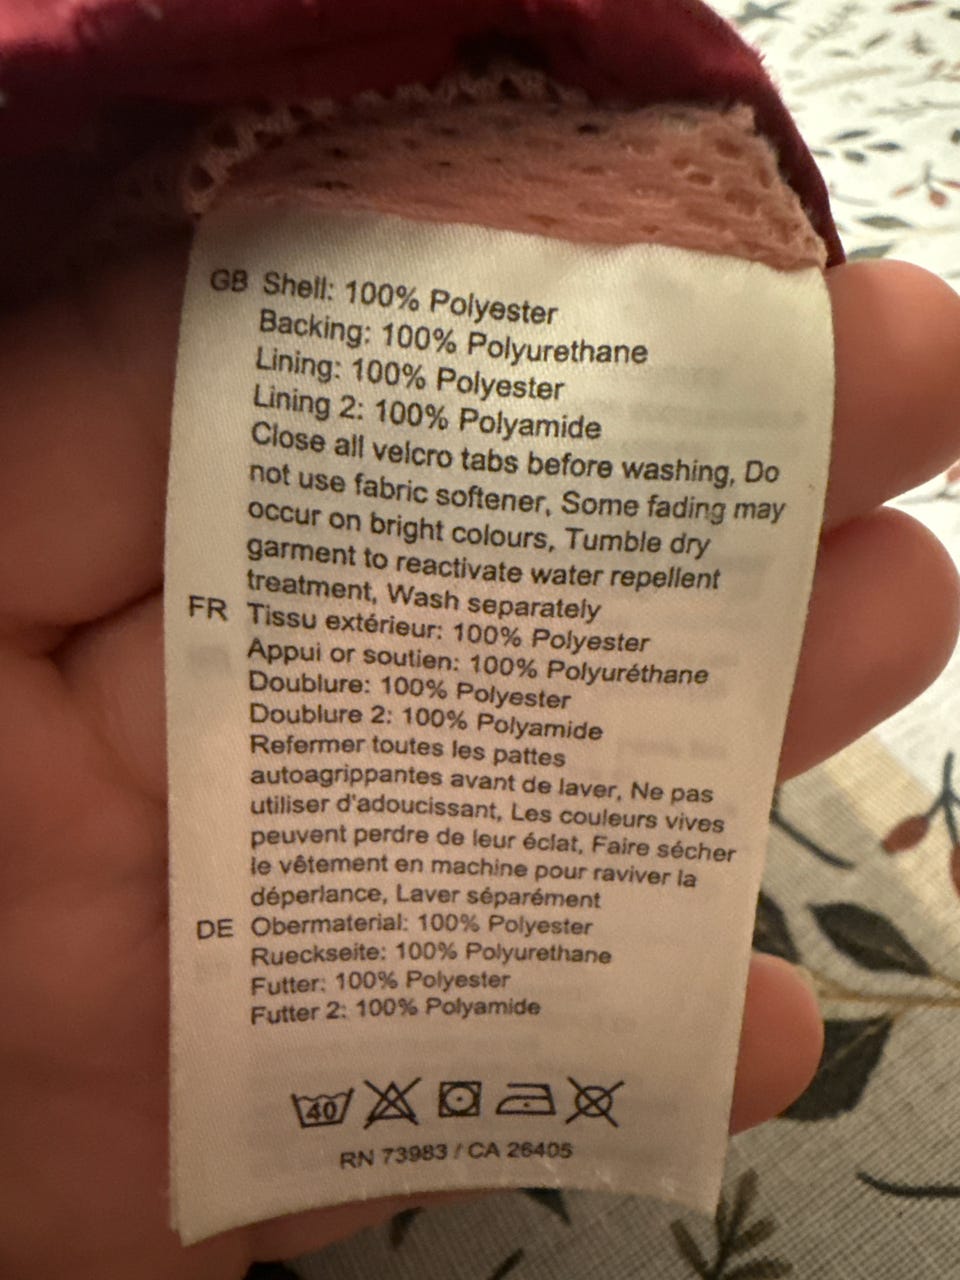 GB Shell: 100% Polyester
Backing: 100% Polyurethane
Lining: 100% Polyester
Lining 2: 100% Polyamide
Close all velcro tabs before washing, Do
not use fabric softener, Some fading may
occur on bright colours, Tumble dry
garment to reactivate water repellent
treatment, Wash separately
FR Tissu extérieur: 100% Polyester
Appui or soutien: 100% Polyuréthane
Doublure: 100% Polyester
Doublure 2: 100% Polyamide
Refermer toutes les pattes
autoagrippantes avant de laver, Ne pas
utiliser d'adoucissant, Les couleurs vives
peuvent perdre de leur éclat, Faire sécher
le vêtement en machine pour raviver la
déperlance, Laver séparément
DE Obermaterial: 100% Polyester
Rueckseite: 100% Polyurethane
Futter: 100% Polyester
Futter 2: 100% Polyamide
40
RN 73983 / CA 26405